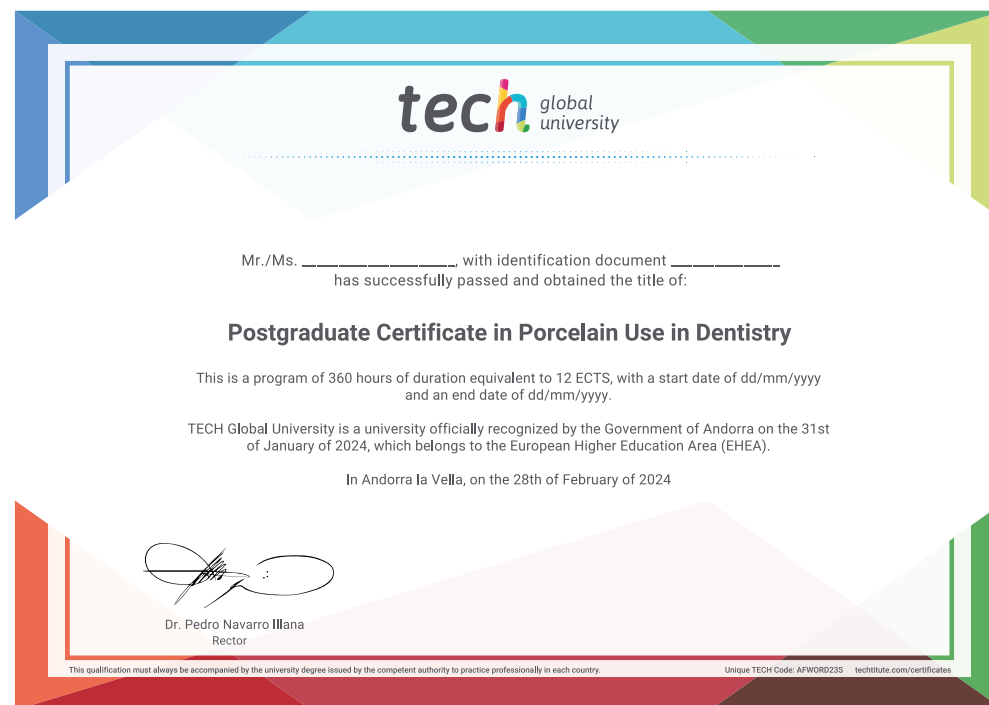 tech global university
Mr./Ms. ____________________, with identification document ______________
has successfully passed and obtained the title of:
Postgraduate Certificate in Porcelain Use in Dentistry
This is a program of 360 hours of duration equivalent to 12 ECTS, with a start date of dd/mm/yyyy
and an end date of dd/mm/yyyy.
TECH Global University is a university officially recognized by the Government of Andorra on the 31st
of January of 2024, which belongs to the European Higher Education Area (EHEA).
In Andorra la Vella, on the 28th of February of 2024
Dr. Pedro Navarro Illana
Rector
This qualification must always be accompanied by the university degree issued by the competent authority to practice professionally in each country.
Unique TECH Code: AFWORD23S techtitute.com/certificates